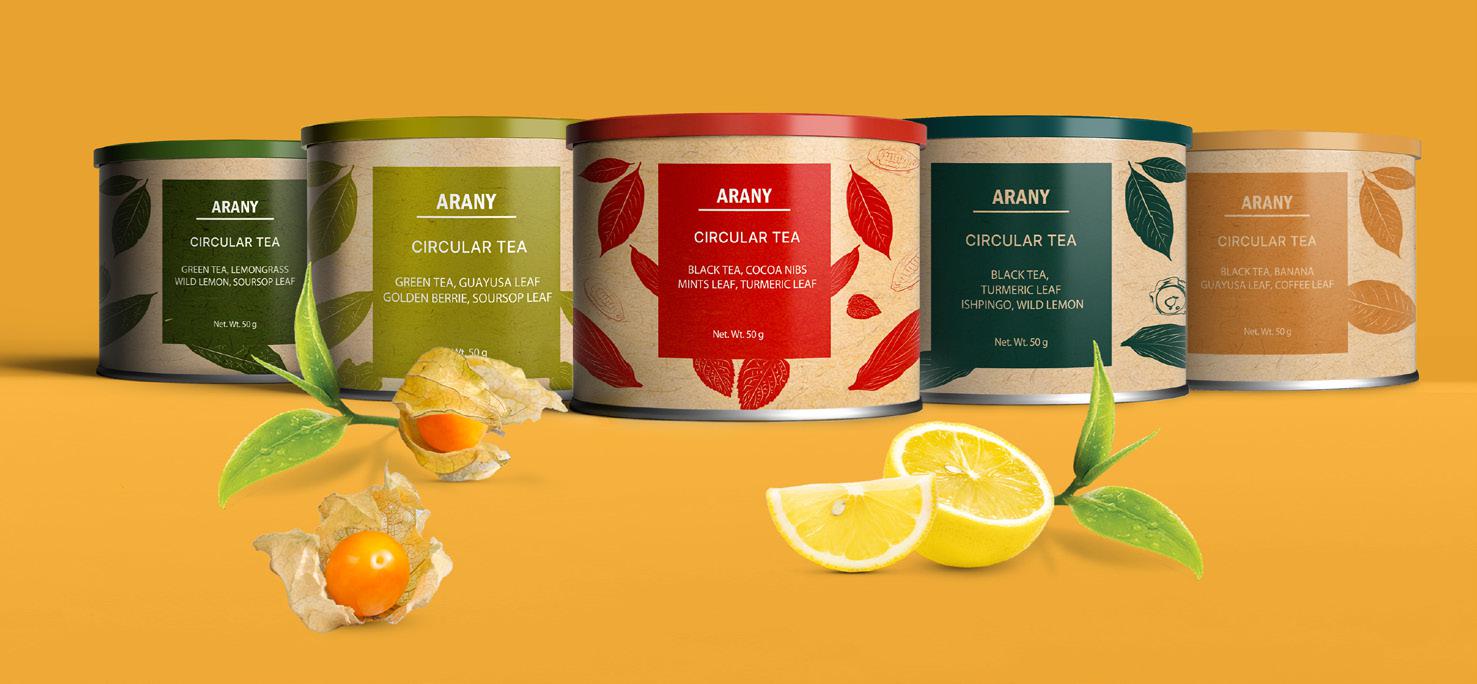 ARANY
CIRCULAR TEA
GREEN TEA, LEMONGRASS
WILD LEMON, SOURSOP LEAF
Net. Wt. 50 g
ARANY
CIRCULAR TEA
GREEN TEA, GUAYUSA LEAF
GOLDEN BERRIE, SOURSOP LEAF
Wt. 50 g
ARANY
CIRCULAR TEA
BLACK TEA, COCOA NIBS
MINTS LEAF, TURMERIC LEAF
Net. Wt. 50 g
ARANY
CIRCULAR TEA
BLACK TEA,
TURMERIC LEAF
ISHPINGO, WILD LEMON
Net. Wt. 50 g
ARANY
CIRCULAR TEA
BLACK TEA, BANANA
GUAYUSA LEAF, COFFEE LEAF
Net. Wt. 50 g